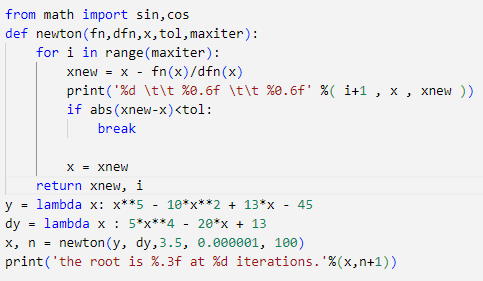 from math import sin,cos
def newton(fn,dfn,x,tol,maxiter):
    for i in range(maxiter):
        xnew = x - fn(x)/dfn(x)
        print('%d \t\t %0.6f \t\t %0.6f' %( i+1 , x , xnew ))
        if abs(xnew-x)<tol:
            break
        x = xnew
    return xnew, i
y = lambda x: x**5 - 10*x**2 + 13*x - 45
dy = lambda x : 5*x**4 - 20*x + 13
x, n = newton(y, dy,3.5, 0.000001, 100)
print('the root is %.3f at %d iterations.'%(x,n+1))